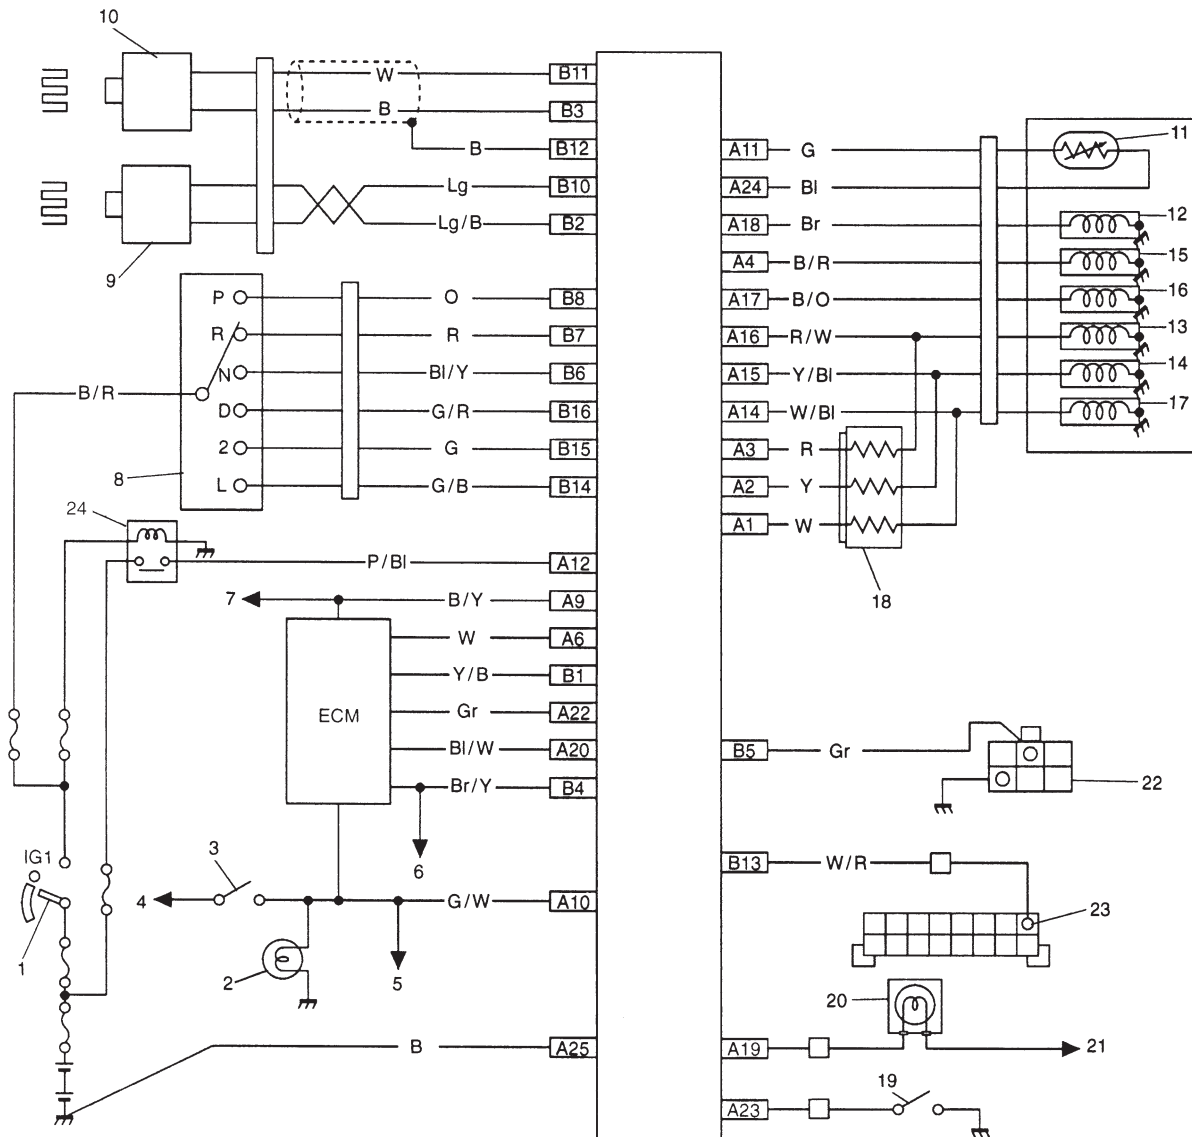 10
W B11
B B3
B B12
Lg B10
Lg/B B2
9
P O B8
R R B7
N Bl/Y B6
B/R
D G/R B16
2 G B15
L G/B B14
8
24
P/Bl A12
7 B/Y A9
W A6
Y/B B1
ECM
Gr A22
Bl/W A20
Br/Y B4
6
IG1
3
4 G/W A10
1
2
5
B A25
A11 G
11
A24 Bl
A18 Br
12
A4 B/R
15
A17 B/O
16
A16 R/W
13
A15 Y/Bl
14
A14 W/Bl
17
A3 R
A2 Y
A1 W
18
B5 Gr
22
B13 W/R
23
20
A19
21
19
A23